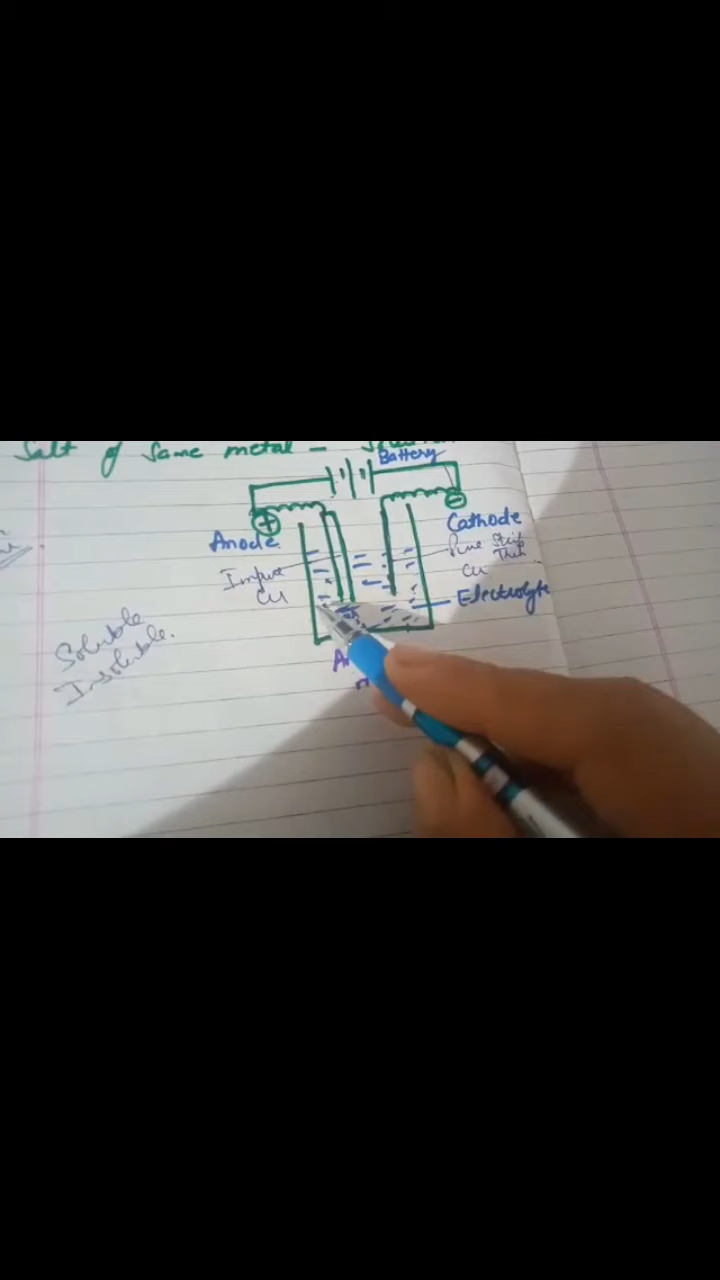 Salt of Same metal -
Battery
+
-
Anode
Cathode
Impure
Cu
Pure Strip
Cu Thin
Electrolyte
Soluble
Insoluble.